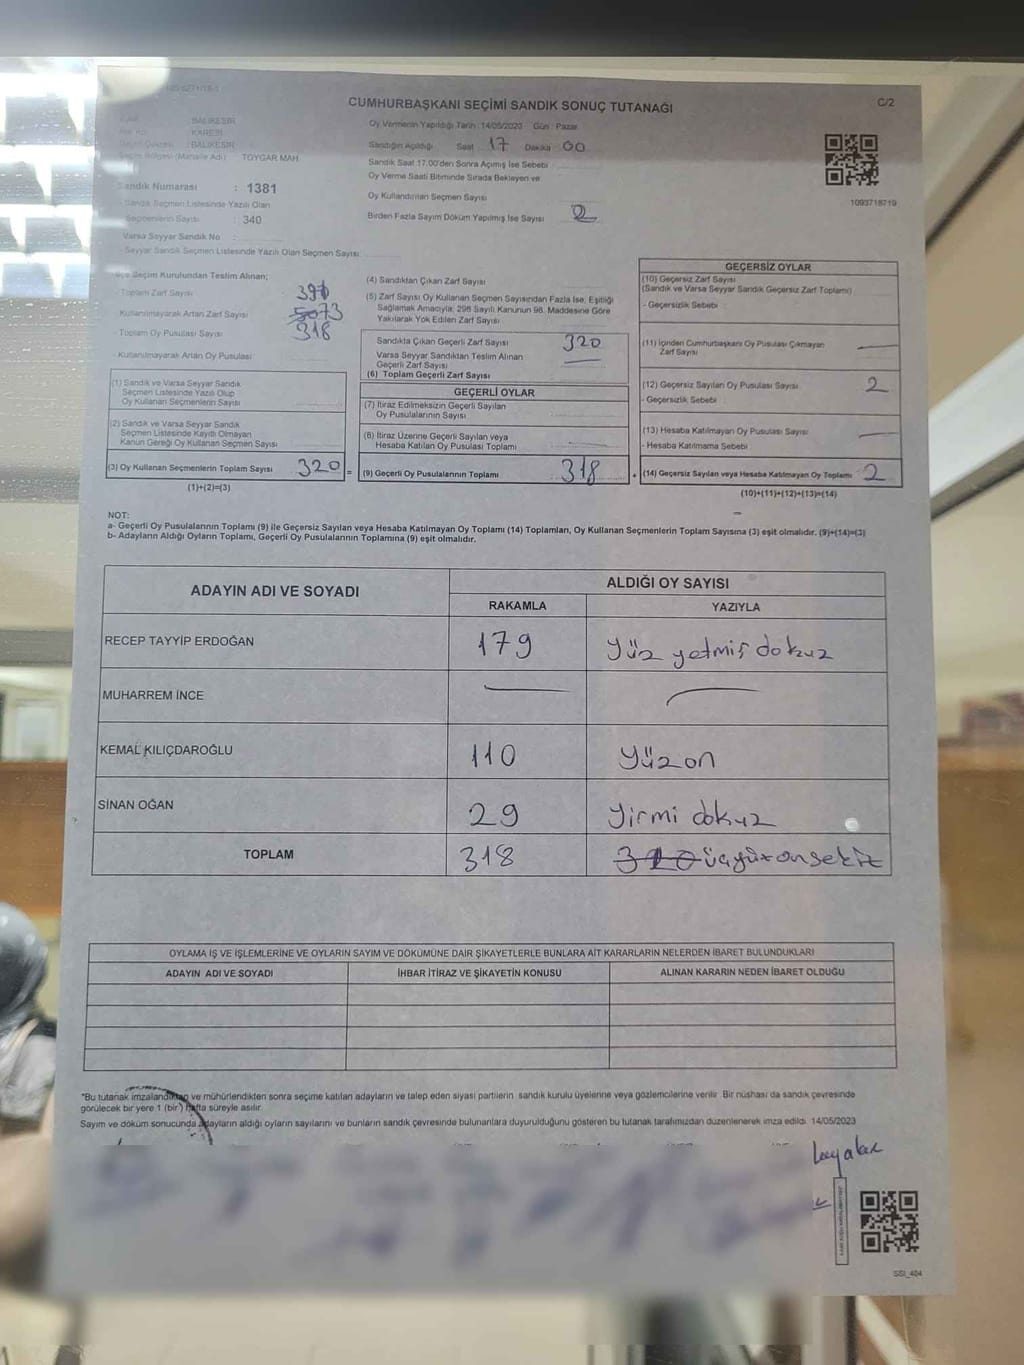 CUMHURBAŞKANI SEÇİMİ SANDIK SONUÇ TUTANAĞI
C/2
: BALIKESİR
: KARESİ
: BALIKESİR
Seçim Bölgesi (Mahalle Adı) TOYGAR MAH.
Sandık Numarası : 1381
Sandık Seçmen Listesinde Yazılı Olan
Seçmenlerin Sayısı : 340
Varsa Seyyar Sandık No :
Seyyar Sandık Seçmen Listesinde Yazılı Olan Seçmen Sayısı:
Oy Vermenin Yapıldığı Tarih : 14/05/2023 Gün : Pazar
Sandığın Açıldığı Saat 17 Dakika 00
Sandık Saat 17.00'den Sonra Açımış İse Sebebi
Oy Verme Saati Bitiminde Sırada Bekleyen ve
Oy Kullandırılan Seçmen Sayısı
Birden Fazla Sayım Döküm Yapılmış İse Sayısı 2
1093718719
İlçe Seçim Kurulundan Teslim Alınan;
- Toplam Zarf Sayısı
- Kullanılmayarak Artan Zarf Sayısı
- Toplam Oy Pusulası Sayısı 318
- Kullanılmayarak Artan Oy Pusulası
(1) Sandık ve Varsa Seyyar Sandık
Seçmen Listesinde Yazılı Olup
Oy Kullanan Seçmenlerin Sayısı
(2) Sandık ve Varsa Seyyar Sandık
Seçmen Listesinde Kayıtlı Olmayan
Kanun Gereği Oy Kullanan Seçmen Sayısı
(3) Oy Kullanan Seçmenlerin Toplam Sayısı 320 =
(1)+(2)=(3)
(4) Sandıktan Çıkan Zarf Sayısı
(5) Zarf Sayısı Oy Kullanan Seçmen Sayısından Fazla İse, Eşitliği
Sağlamak Amacıyla; 298 Sayılı Kanunun 98. Maddesine Göre
Yakılarak Yok Edilen Zarf Sayısı
Sandıkta Çıkan Geçerli Zarf Sayısı 320
Varsa Seyyar Sandıktan Teslim Alınan
Geçerli Zarf Sayısı
(6) Toplam Geçerli Zarf Sayısı
GEÇERLİ OYLAR
(7) İtiraz Edilmeksizin Geçerli Sayılan
Oy Pusulalarının Sayısı
(8) İtiraz Üzerine Geçerli Sayılan veya
Hesaba Katılan Oy Pusulası Toplamı
(9) Geçerli Oy Pusulalarının Toplamı 318 +
GEÇERSİZ OYLAR
(10) Geçersiz Zarf Sayısı
(Sandık ve Varsa Seyyar Sandık Geçersiz Zarf Toplamı)
- Geçersizlik Sebebi :
(11) İçinden Cumhurbaşkanı Oy Pusulası Çıkmayan
Zarf Sayısı
(12) Geçersiz Sayılan Oy Pusulası Sayısı 2
- Geçersizlik Sebebi :
(13) Hesaba Katılmayan Oy Pusulası Sayısı
- Hesaba Katılmama Sebebi
(14) Geçersiz Sayılan veya Hesaba Katılmayan Oy Toplamı 2
(10)+(11)+(12)+(13)=(14)
NOT:
a- Geçerli Oy Pusulalarının Toplamı (9) ile Geçersiz Sayılan veya Hesaba Katılmayan Oy Toplamı (14) Toplamları, Oy Kullanan Seçmenlerin Toplam Sayısına (3) eşit olmalıdır. (9)+(14)=(3)
b- Adayların Aldığı Oyların Toplamı, Geçerli Oy Pusulalarının Toplamına (9) eşit olmalıdır.
ADAYIN ADI VE SOYADI
ALDIĞI OY SAYISI
RAKAMLA YAZIYLA
RECEP TAYYİP ERDOĞAN 179 Yüz yetmiş dokuz
MUHARREM İNCE
KEMAL KILIÇDAROĞLU 110 Yüzon
SİNAN OĞAN 29 Yirmi dokuz
TOPLAM 318 üçyüzonsekiz
OYLAMA İŞ VE İŞLEMLERİNE VE OYLARIN SAYIM VE DÖKÜMÜNE DAİR ŞİKAYETLERLE BUNLARA AİT KARARLARIN NELERDEN İBARET BULUNDUKLARI
ADAYIN ADI VE SOYADI İHBAR İTİRAZ VE ŞİKAYETİN KONUSU ALINAN KARARIN NEDEN İBARET OLDUĞU
*Bu tutanak imzalandıktan ve mühürlendikten sonra seçime katılan adayların ve talep eden siyasi partilerin sandık kurulu üyelerine veya gözlemcilerine verilir. Bir nüshası da sandık çevresinde
görülecek bir yere 1 (bir) hafta süreyle asılır.
Sayım ve döküm sonucunda adayların aldığı oyların sayılarını ve bunların sandık çevresinde bulunanlara duyurulduğunu gösteren bu tutanak tarafımızdan düzenlenerek imza edildi. 14/05/2023
SSİ_404